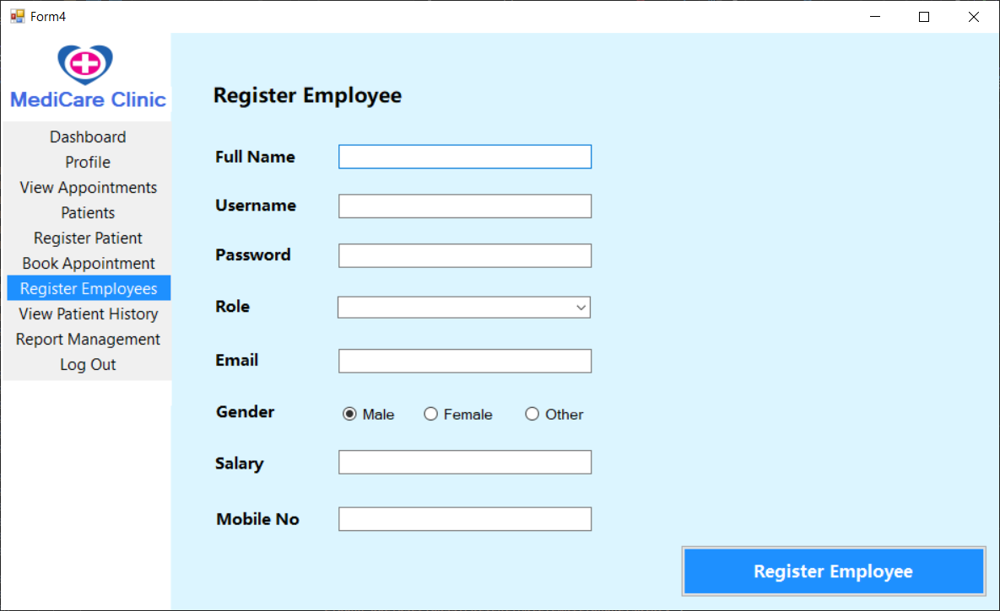 Form4
MediCare Clinic
Dashboard
Profile
View Appointments
Patients
Register Patient
Book Appointment
Register Employees
View Patient History
Report Management
Log Out
Register Employee
Full Name
Username
Password
Role
Email
Gender Male Female Other
Salary
Mobile No
Register Employee